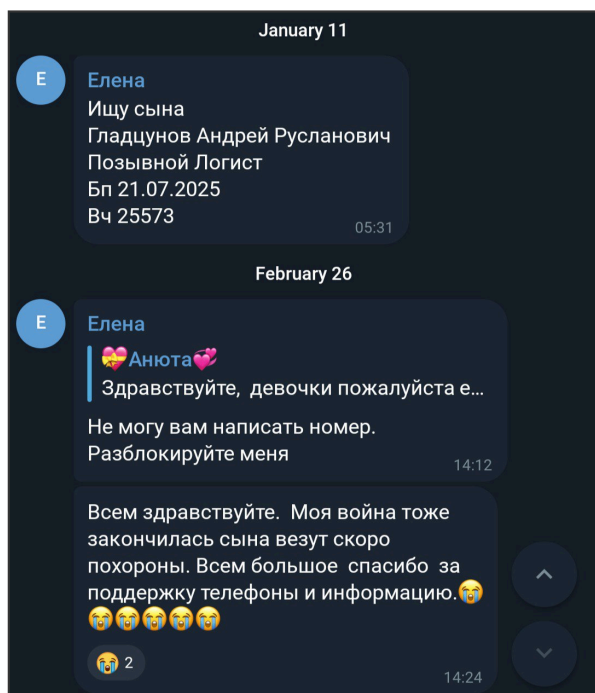 January 11
Е
Елена
Ищу сына
Гладцунов Андрей Русланович
Позывной Логист
Бп 21.07.2025
Вч 25573
05:31
February 26
Е
Елена
💝Анюта💞
Здравствуйте, девочки пожалуйста е...
Не могу вам написать номер.
Разблокируйте меня
14:12
Всем здравствуйте. Моя война тоже
закончилась сына везут скоро
похороны. Всем большое спасибо за
поддержку телефоны и информацию.😭
😭😭😭😭😭
😭 2
14:24